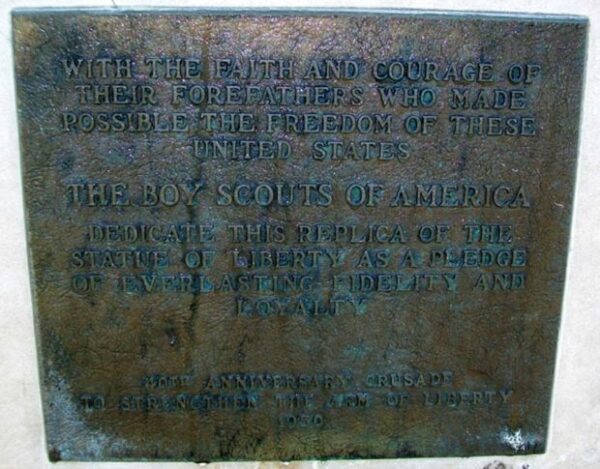 WITH THE FAITH AND COURAGE OF
THEIR FOREFATHERS WHO MADE
POSSIBLE THE FREEDOM OF THESE
UNITED STATES
THE BOY SCOUTS OF AMERICA
DEDICATE THIS REPLICA OF THE
STATUE OF LIBERTY AS A PLEDGE
OF EVERLASTING FIDELITY AND
LOYALTY
40TH ANNIVERSARY CRUSADE
TO STRENGTHEN THE ARM OF LIBERTY
1950